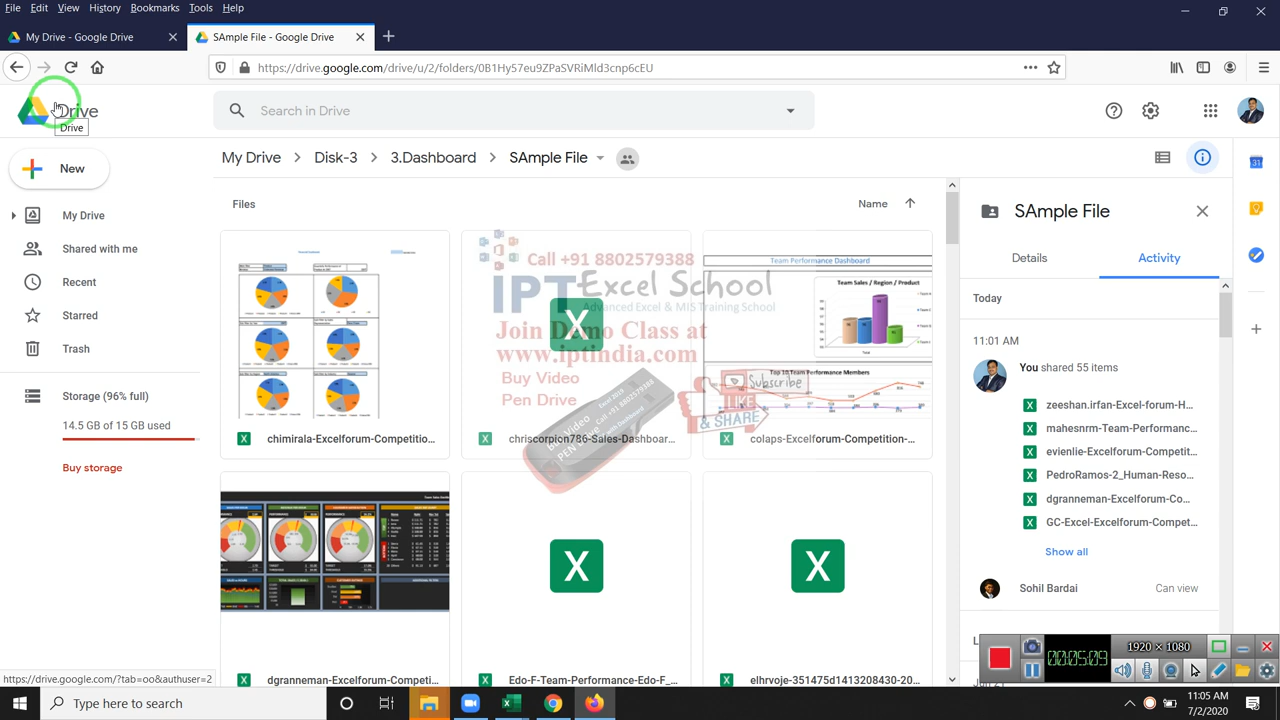 File Edit View History Bookmarks Tools Help
My Drive - Google Drive
SAmple File - Google Drive
https://drive.google.com/drive/u/2/folders/0B1Hy57eu9ZPaSVRiMld3cnp6cEU
Drive
Drive
Search in Drive
New
My Drive
Shared with me
Recent
Starred
Trash
Storage (96% full)
14.5 GB of 15 GB used
Buy storage
My Drive > Disk-3 > 3.Dashboard > SAmple File
Files
Name
Call +91 8802579388
IPT Excel School
Advanced Excel & MIS Training School
Join Demo Class at
www.iptindia.com
Buy Video
Pen Drive
Subscribe
LIKE
& SHARE
Team Performance Dashboard
Team Sales / Region / Product
Top 10 Team Performance Members
chimirala-Excelforum-Competitio...
chriscorpion786-Sales-Dashboar...
colaps-Excelforum-Competition-...
dgranneman-Excelforum-Competi...
Edo-F-Team-Performance-Edo-F_...
elhrvoje-351475d1413208430-20...
SAmple File
Details
Activity
Today
11:01 AM
You shared 55 items
zeeshan.irfan-Excel-forum-H...
mahesnrm-Team-Performanc...
evienlie-Excelforum-Competit...
PedroRamos-2_Human-Reso...
dgranneman-Excelforum-Co...
GC-Excel-Excelforum-Compet...
Show all
Sohil Bardai
Can view
31
1920 × 1080
00:05:09
https://drive.google.com/?tab=oo&authuser=2
Type here to search
11:05 AM
7/2/2020